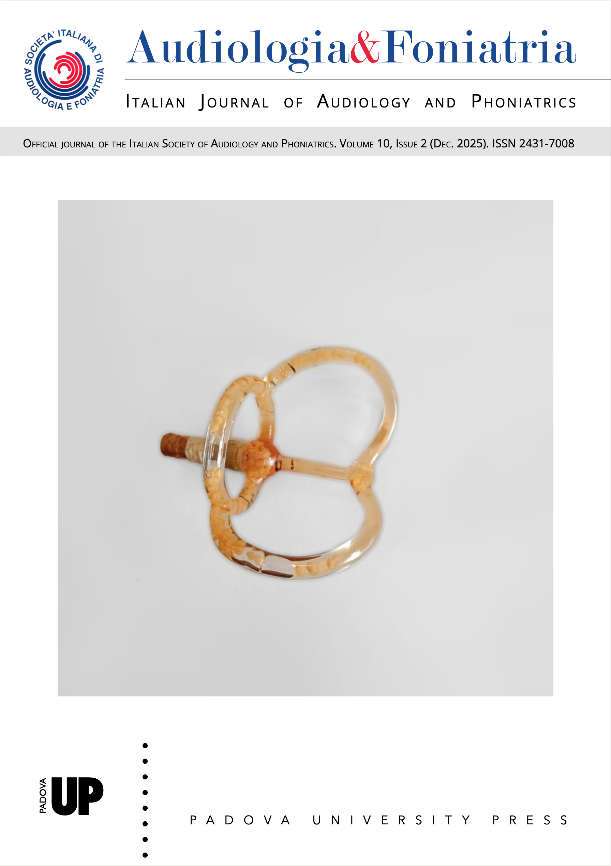 SOCIETA' ITALIANA DI AUDIOLOGIA E FONIATRIA
Audiologia&Foniatria
ITALIAN JOURNAL OF AUDIOLOGY AND PHONIATRICS
OFFICIAL JOURNAL OF THE ITALIAN SOCIETY OF AUDIOLOGY AND PHONIATRICS. VOLUME 10, ISSUE 2 (DEC. 2025). ISSN 2431-7008
PADOVA
UP
PADOVA UNIVERSITY PRESS